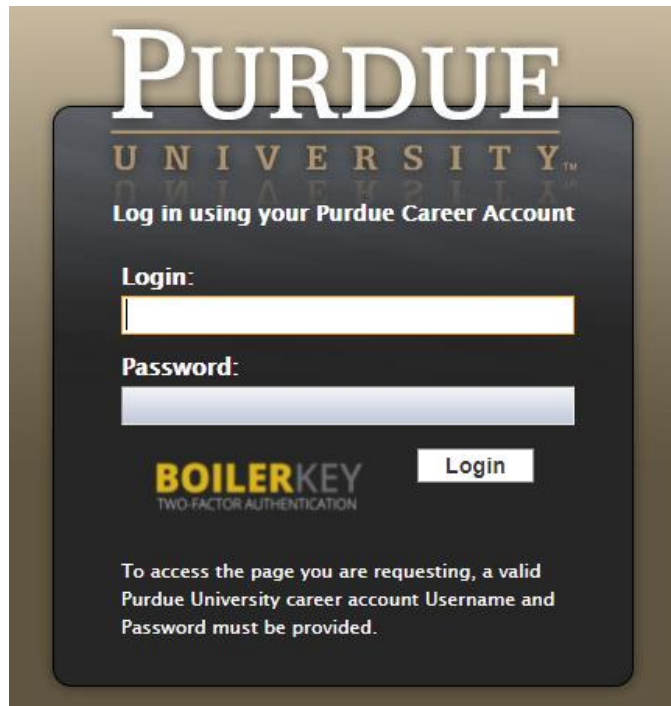 PURDUE
UNIVERSITY™
Log in using your Purdue Career Account
Login:
Password:
BOILERKEY
TWO-FACTOR AUTHENTICATION
Login
To access the page you are requesting, a valid
Purdue University career account Username and
Password must be provided.